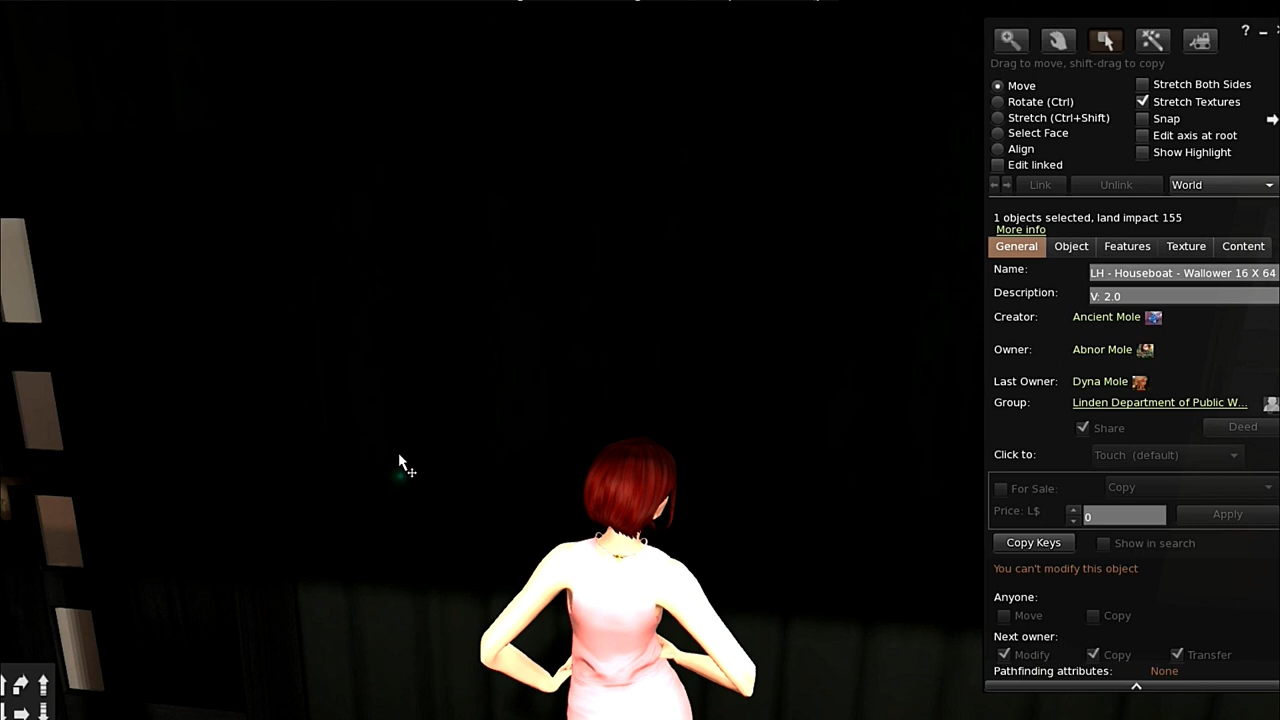 ?
Drag to move, shift-drag to copy
Move
Stretch Both Sides
Rotate (Ctrl)
Stretch Textures
Stretch (Ctrl+Shift)
Snap
Select Face
Edit axis at root
Align
Show Highlight
Edit linked
Link
Unlink
World
1 objects selected, land impact 155
More info
General
Object
Features
Texture
Content
Name:
LH - Houseboat - Wallower 16 X 64
Description:
V: 2.0
Creator:
Ancient Mole
Owner:
Abnor Mole
Last Owner:
Dyna Mole
Group:
Linden Department of Public W...
Share
Deed
Click to:
Touch (default)
For Sale:
Copy
Price: L$
0
Apply
Copy Keys
Show in search
You can't modify this object
Anyone:
Move
Copy
Next owner:
Modify
Copy
Transfer
Pathfinding attributes:
None